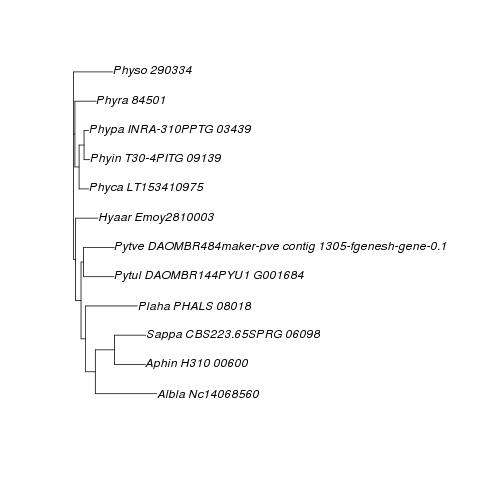 Physo 290334
Phyra 84501
Phypa INRA-310PPTG 03439
Phyin T30-4PITG 09139
Phyca LT153410975
Hyaar Emoy2810003
Pytve DAOMBR484maker-pve contig 1305-fgenesh-gene-0.1
Pytul DAOMBR144PYU1 G001684
Plaha PHALS 08018
Sappa CBS223.65SPRG 06098
Aphin H310 00600
Albla Nc14068560